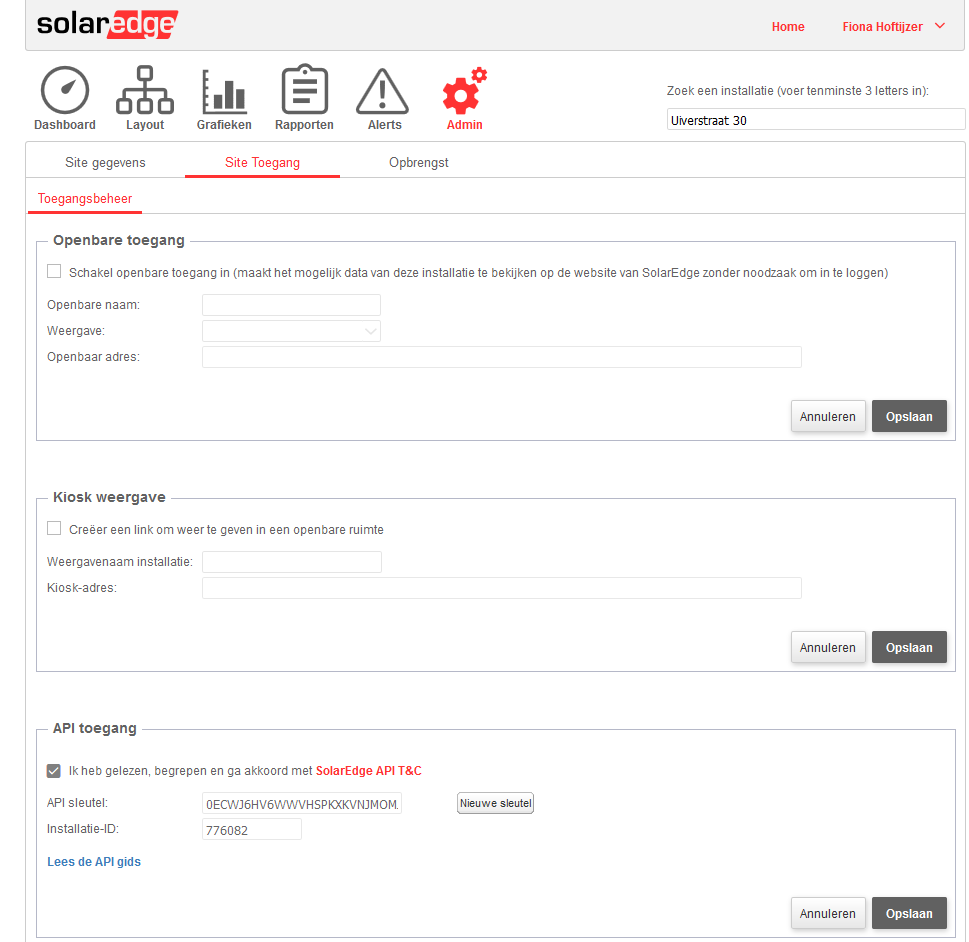 solaredge
Home
Fiona Hoftijzer
Dashboard
Layout
Grafieken
Rapporten
Alerts
Admin
Zoek een installatie (voer tenminste 3 letters in):
Uiverstraat 30
Site gegevens
Site Toegang
Opbrengst
Toegangsbeheer
Openbare toegang
Schakel openbare toegang in (maakt het mogelijk data van deze installatie te bekijken op de website van SolarEdge zonder noodzaak om in te loggen)
Openbare naam:
Weergave:
Openbaar adres:
Annuleren
Opslaan
Kiosk weergave
Creëer een link om weer te geven in een openbare ruimte
Weergavenaam installatie:
Kiosk-adres:
Annuleren
Opslaan
API toegang
Ik heb gelezen, begrepen en ga akkoord met SolarEdge API T&C
API sleutel:
0ECWJ6HV6WWVHSPKXKVNJMOM
Nieuwe sleutel
Installatie-ID:
776082
Lees de API gids
Annuleren
Opslaan